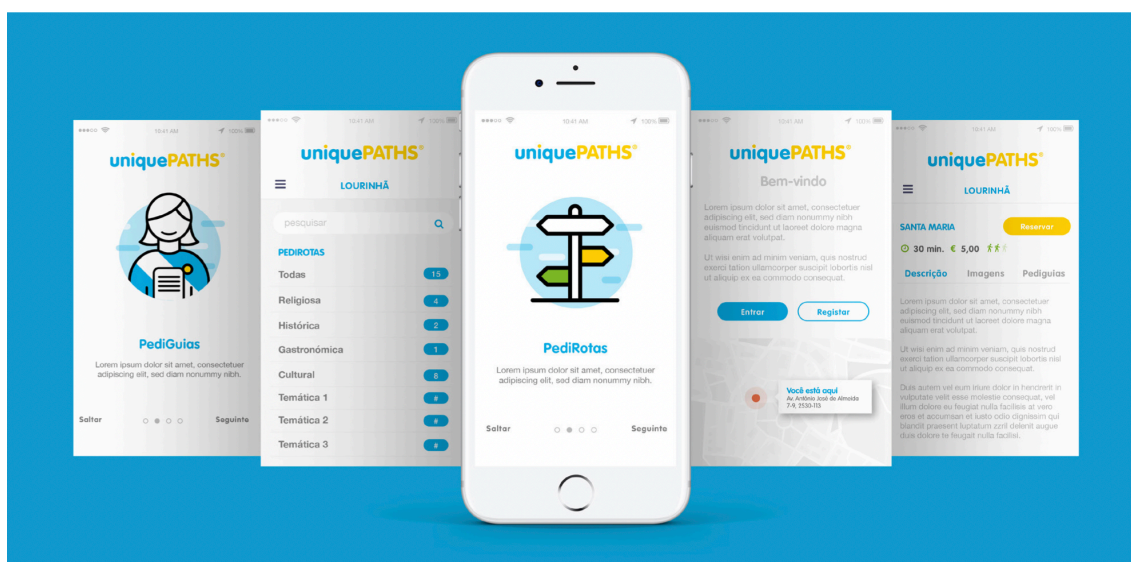 10:41 AM
100%
uniquePATHS®
PediGuias
Lorem ipsum dolor sit amet, consectetuer
adipiscing elit, sed diam nonummy nibh.
Saltar
Seguinte
10:41 AM
100%
uniquePATHS®
LOURINHÃ
pesquisar
PEDIROTAS
Todas 15
Religiosa 4
Histórica 2
Gastronómica 1
Cultural 8
Temática 1 #
Temática 2 #
Temática 3 #
10:41 AM
100%
uniquePATHS®
PediRotas
Lorem ipsum dolor sit amet, consectetuer
adipiscing elit, sed diam nonummy nibh.
Saltar
Seguinte
10:41 AM
100%
uniquePATHS®
Bem-vindo
Lorem ipsum dolor sit amet, consectetuer
adipiscing elit, sed diam nonummy nibh
euismod tincidunt ut laoreet dolore magna
aliquam erat volutpat.
Ut wisi enim ad minim veniam, quis nostrud
exerci tation ullamcorper suscipit lobortis nisl
ut aliquip ex ea commodo consequat.
Entrar
Registar
Você está aqui
Av. António José de Almeida
7-9, 2530-113
10:41 AM
100%
uniquePATHS®
LOURINHÃ
SANTA MARIA
Reservar
30 min. € 5,00
Descrição Imagens Pediguias
Lorem ipsum dolor sit amet, consectetuer
adipiscing elit, sed diam nonummy nibh
euismod tincidunt ut laoreet dolore magna
aliquam erat volutpat.
Ut wisi enim ad minim veniam, quis nostrud
exerci tation ullamcorper suscipit lobortis nisl
ut aliquip ex ea commodo consequat.
Duis autem vel eum iriure dolor in hendrerit in
vulputate velit esse molestie consequat, vel
illum dolore eu feugiat nulla facilisis at vero
eros et accumsan et iusto odio dignissim qui
blandit praesent luptatum zzril delenit augue
duis dolore te feugait nulla facilisi.